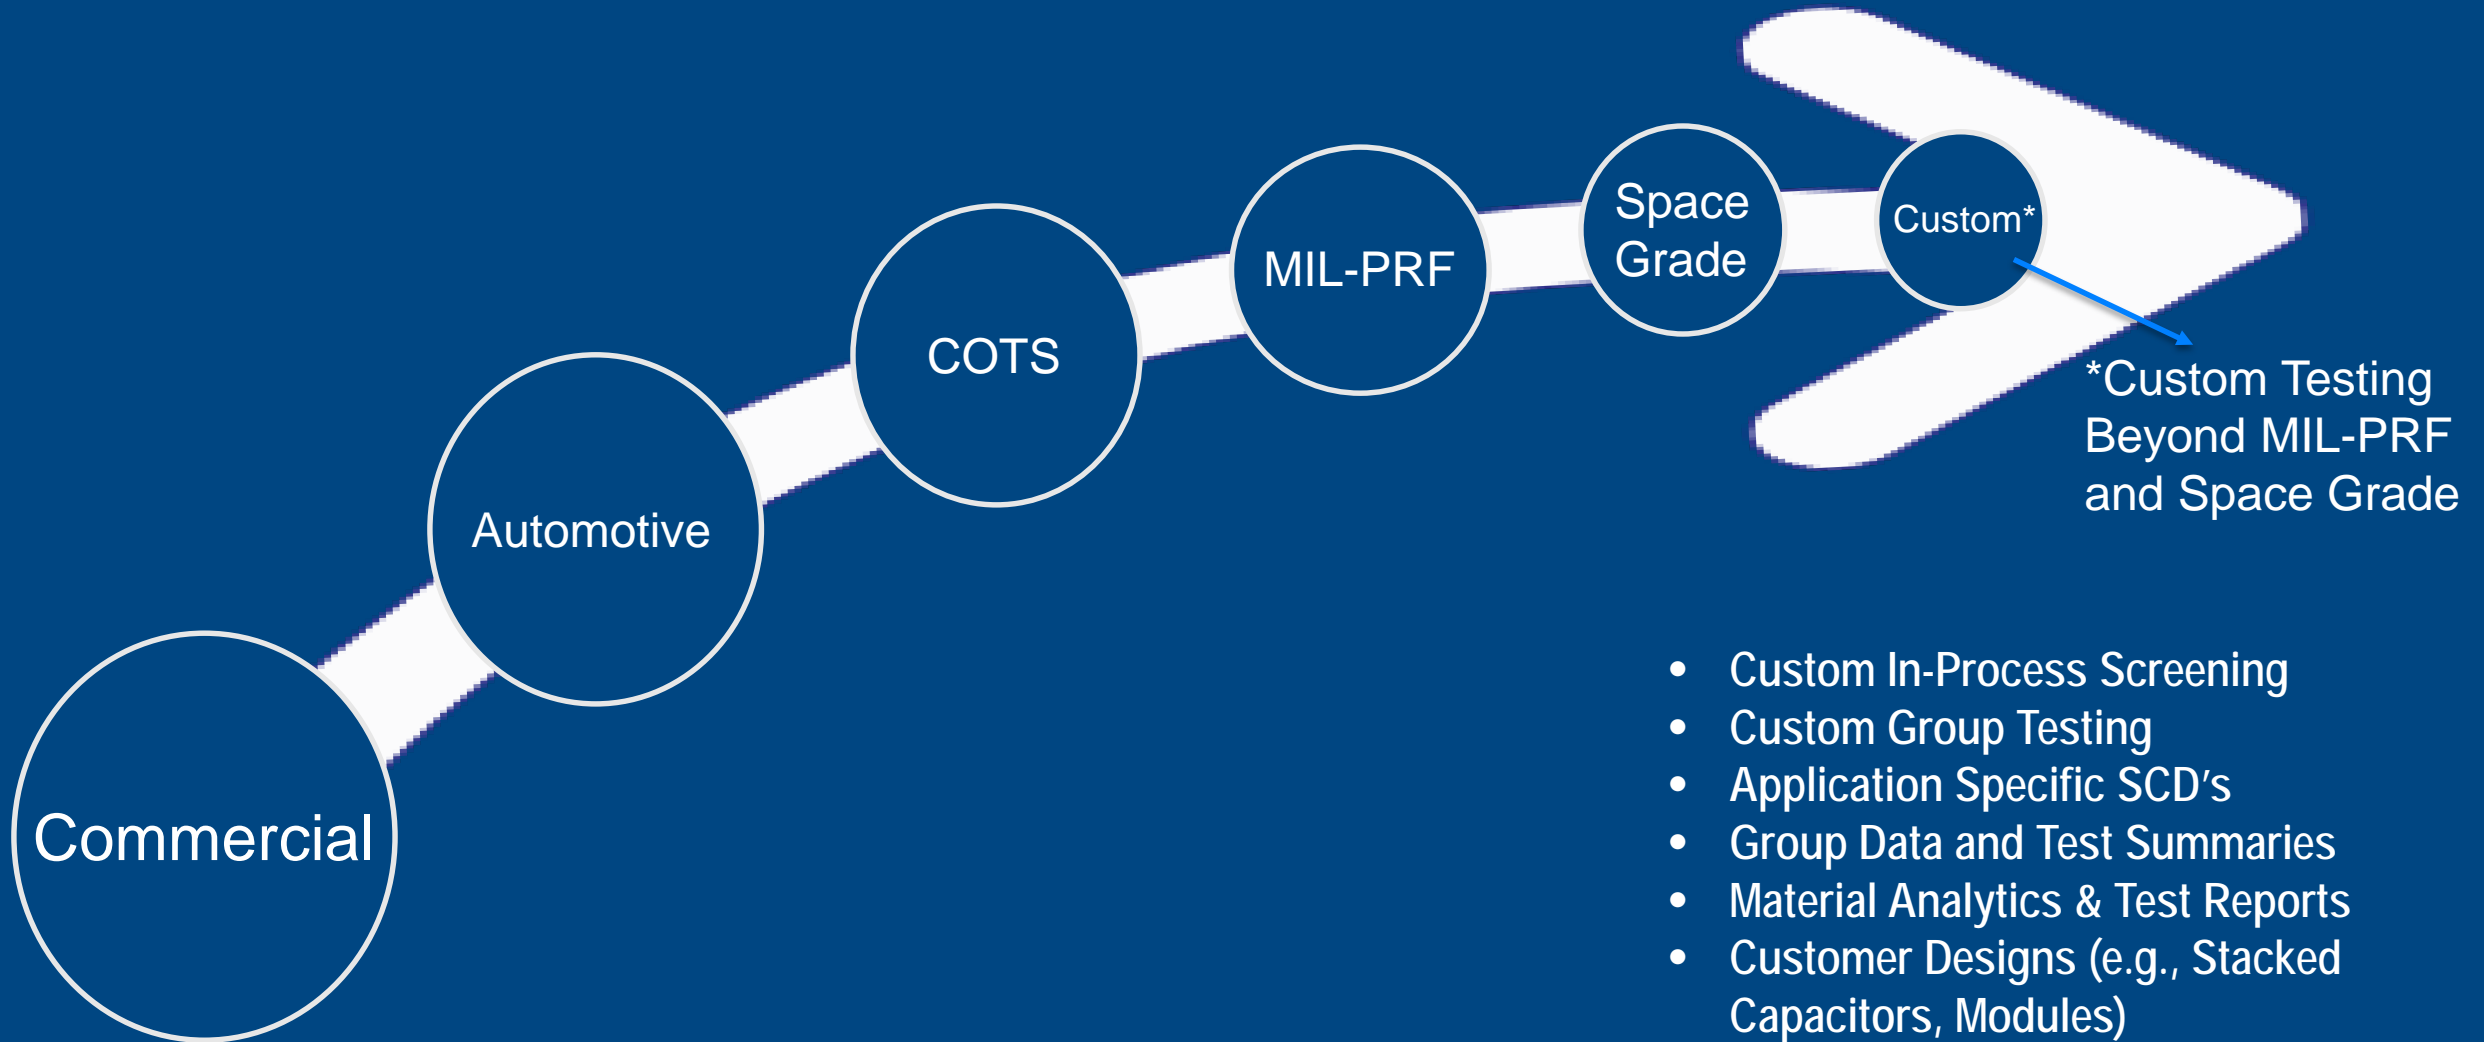 Commercial
Automotive
COTS
MIL-PRF
Space
Grade
Custom*
*Custom Testing
Beyond MIL-PRF
and Space Grade
• Custom In-Process Screening
• Custom Group Testing
• Application Specific SCD’s
• Group Data and Test Summaries
• Material Analytics & Test Reports
• Customer Designs (e.g., Stacked
Capacitors, Modules)